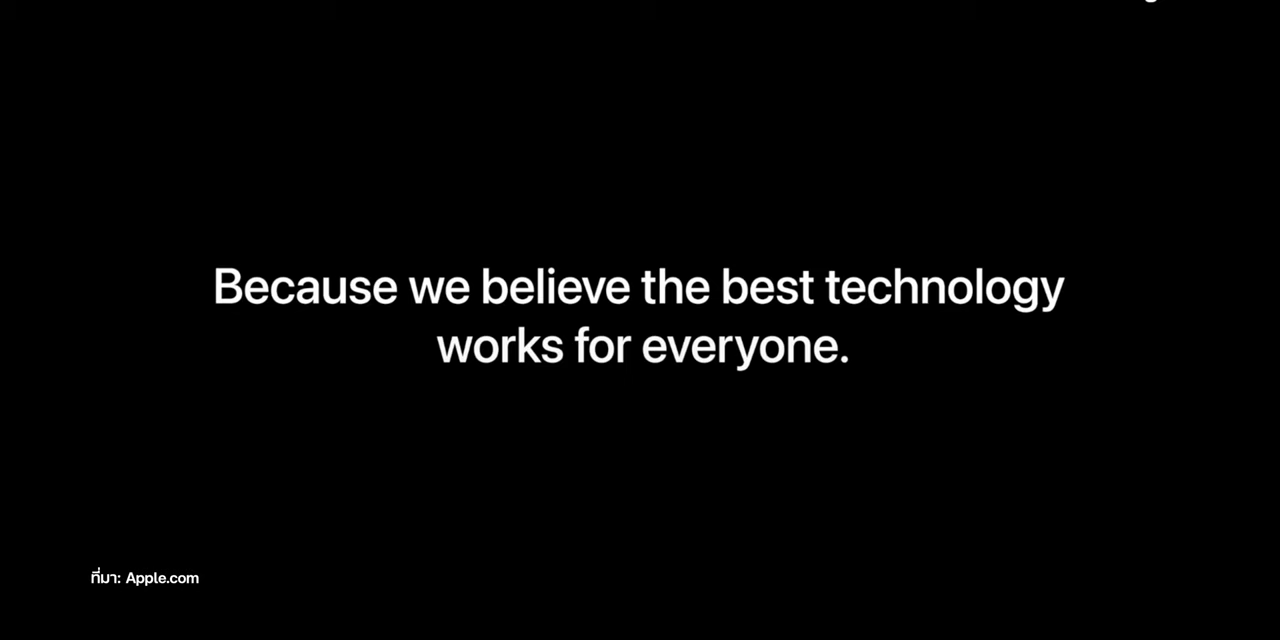 Because we believe the best technology
works for everyone.
ที่มา: Apple.com